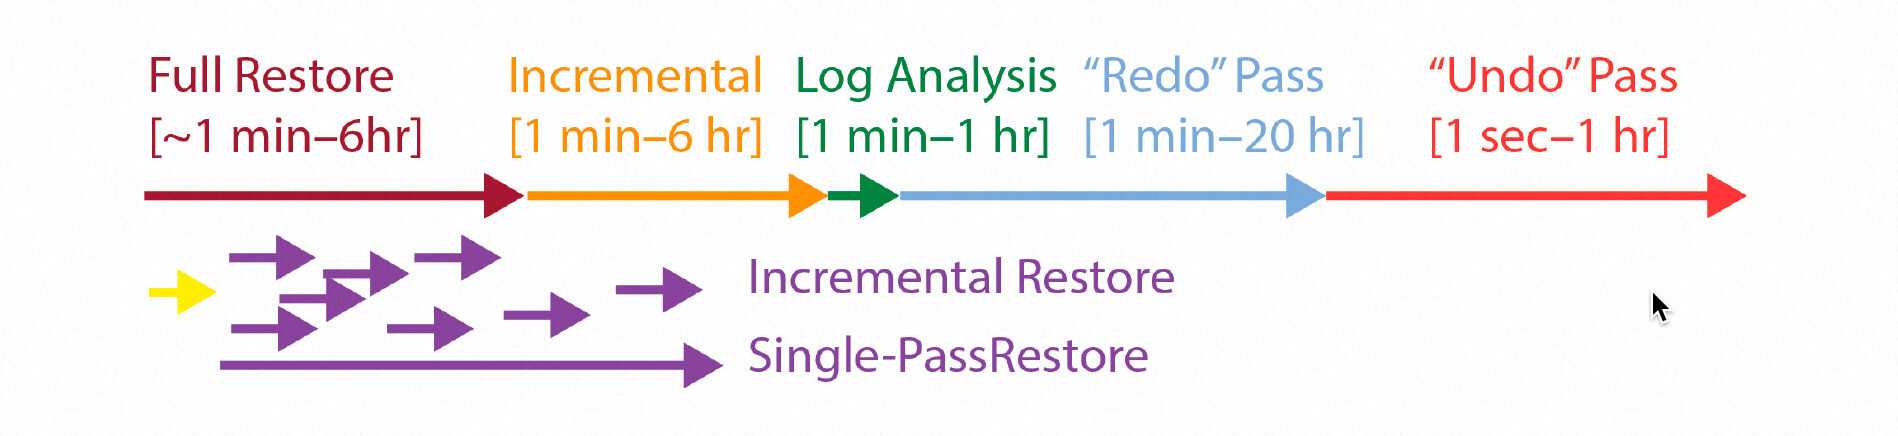 Full Restore
[~1 min–6hr]
Incremental
[1 min–6 hr]
Log Analysis
[1 min–1 hr]
“Redo” Pass
[1 min–20 hr]
“Undo” Pass
[1 sec–1 hr]
Incremental Restore
Single-PassRestore